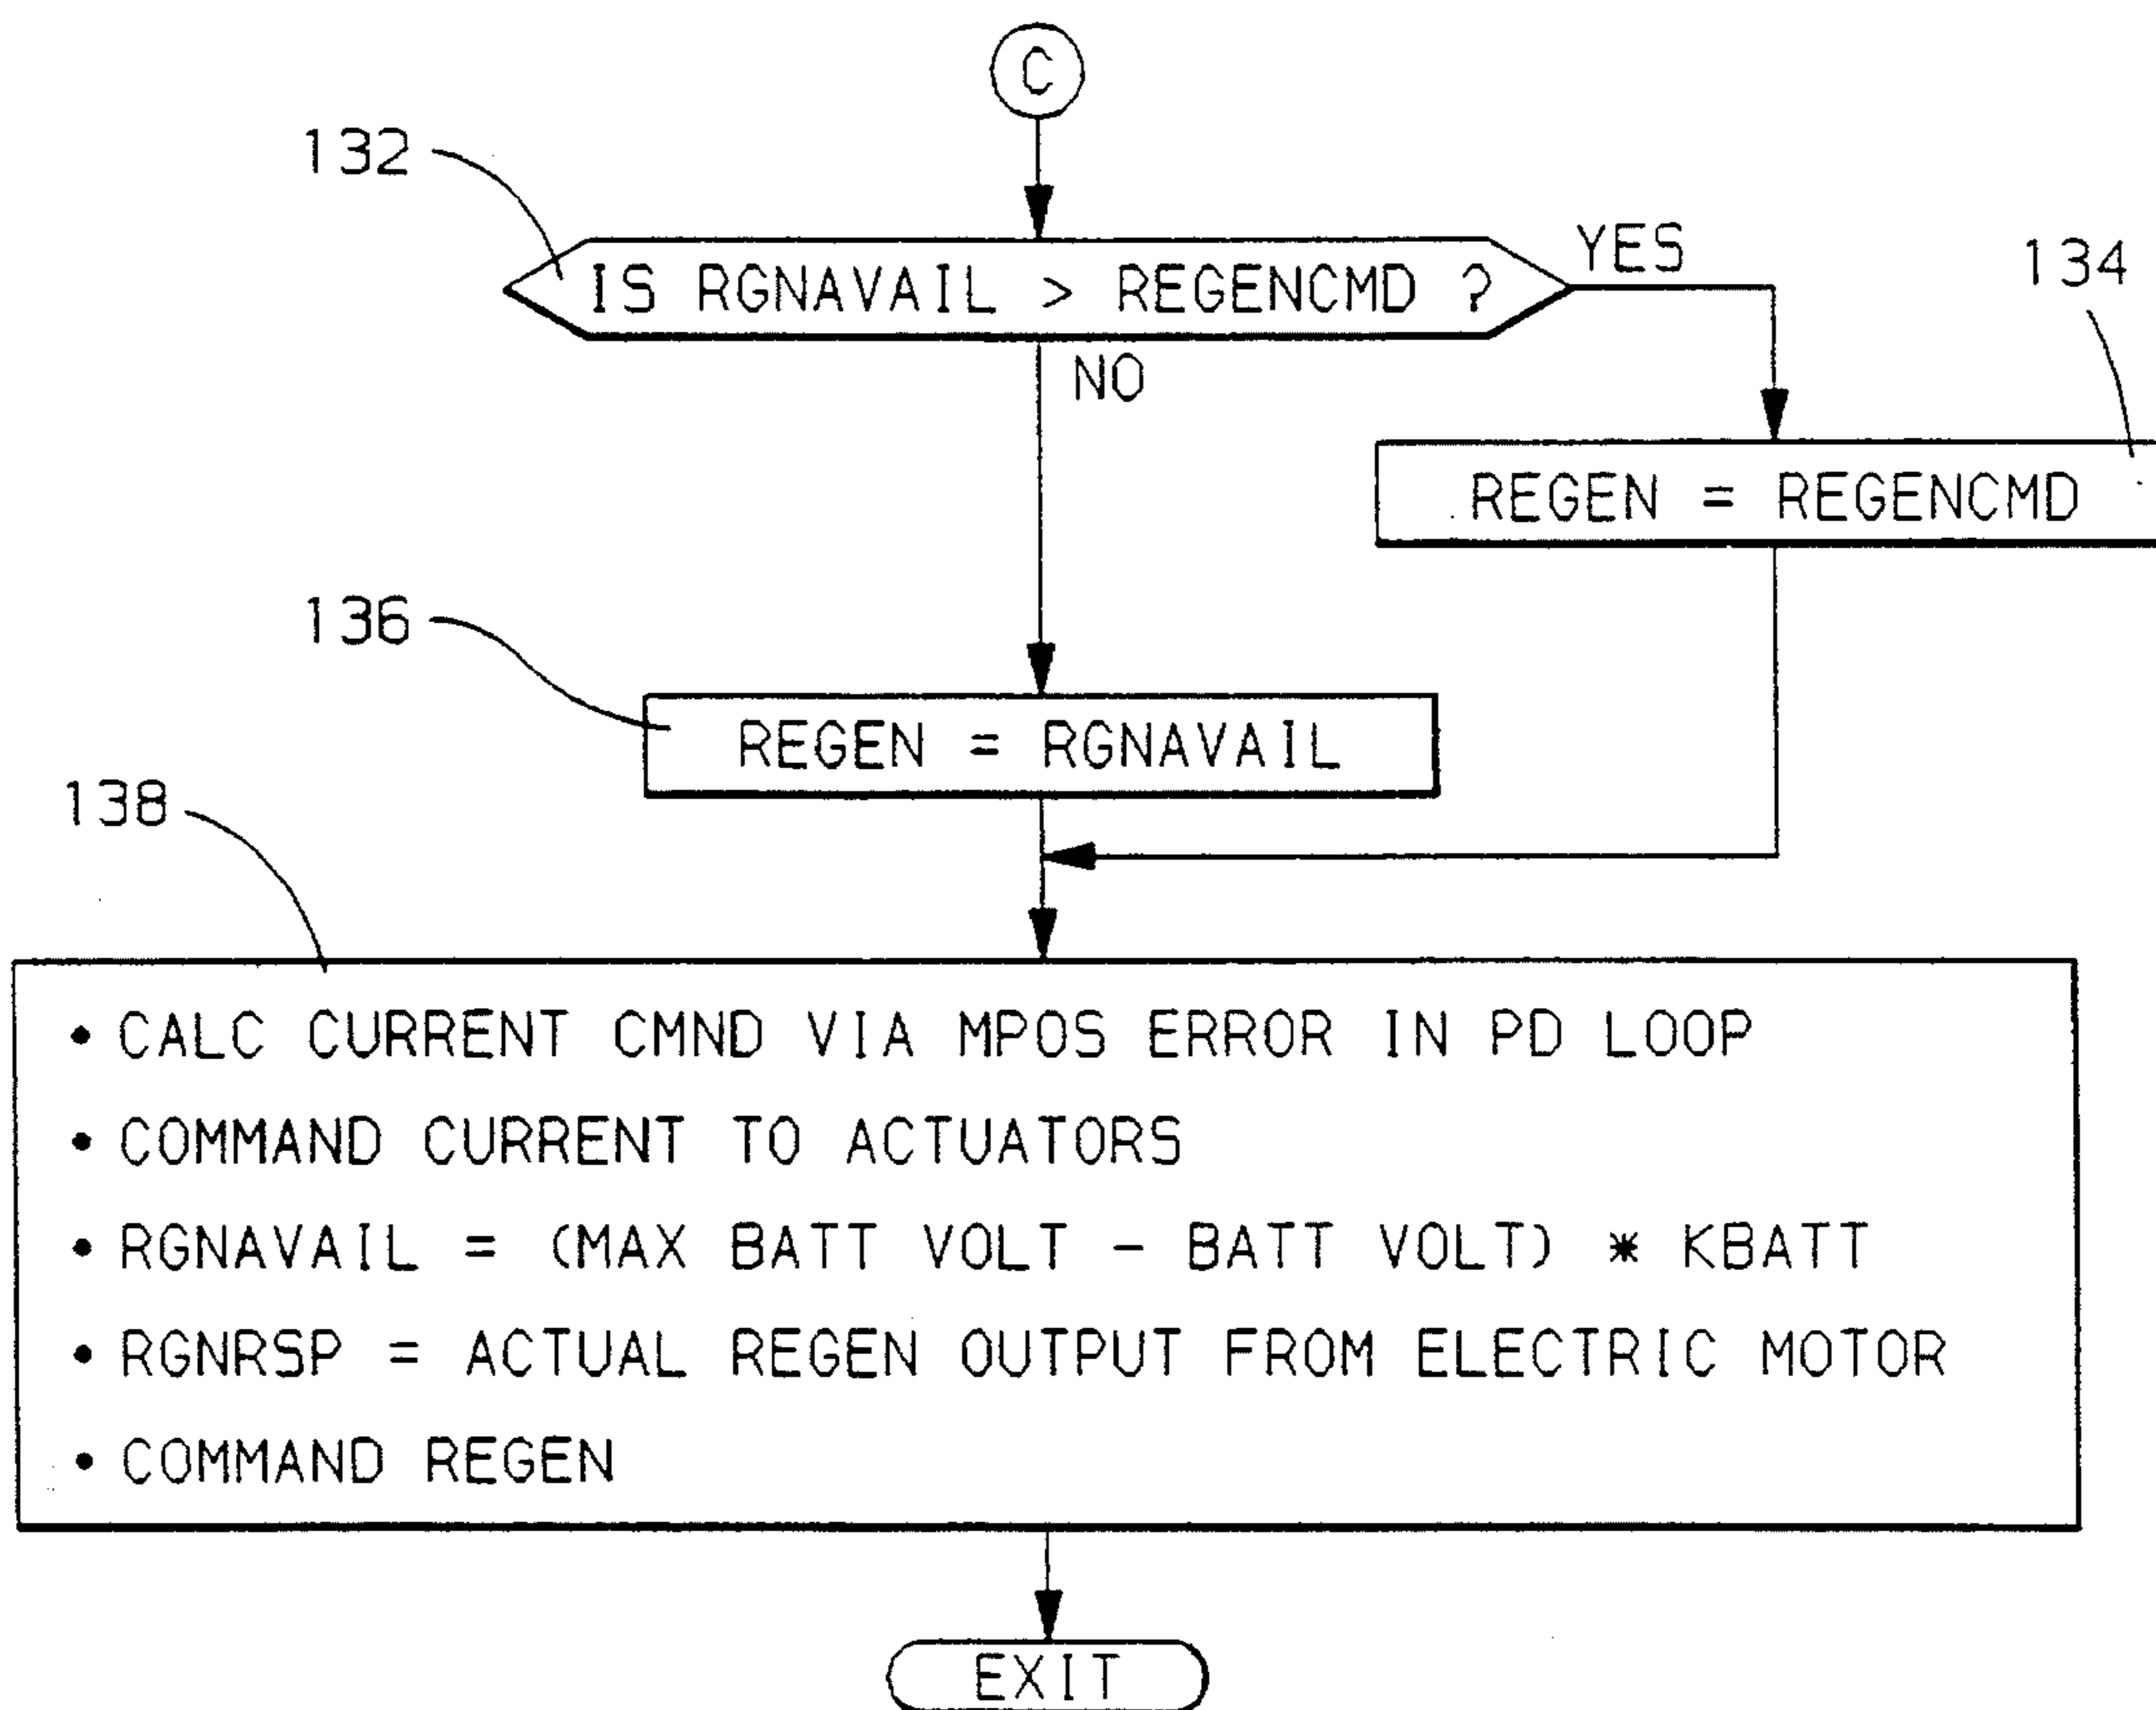 C
132
IS RGNAVAIL > REGENCMD ?
YES
134
NO
REGEN = REGENCMD
136
REGEN = RGNAVAIL
138
• CALC CURRENT CMND VIA MPOS ERROR IN PD LOOP
• COMMAND CURRENT TO ACTUATORS
• RGNAVAIL = (MAX BATT VOLT - BATT VOLT) * KBATT
• RGNRSP = ACTUAL REGEN OUTPUT FROM ELECTRIC MOTOR
• COMMAND REGEN
EXIT